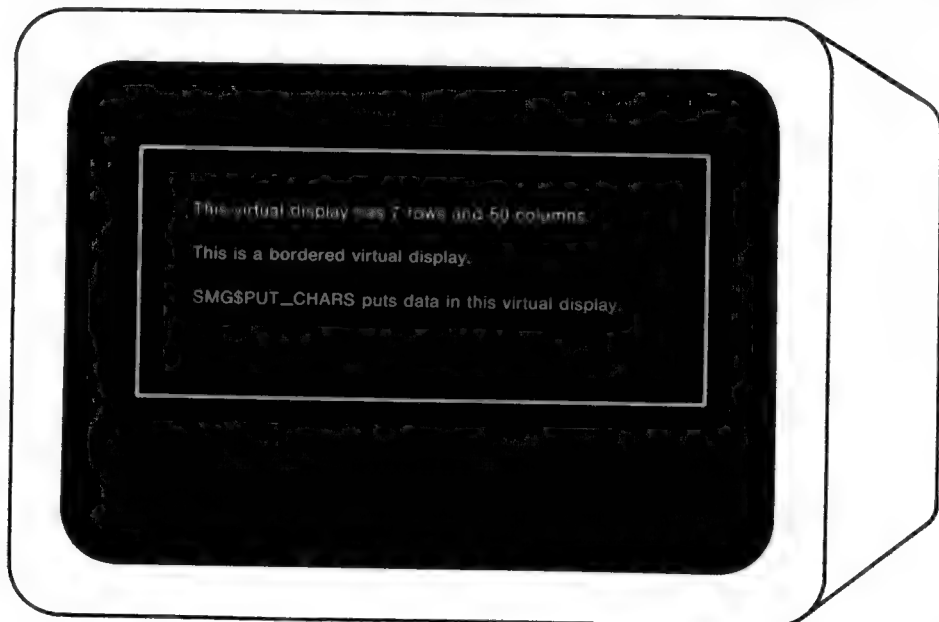 This virtual display has 7 rows and 50 columns.
This is a bordered virtual display.
SMG$PUT_CHARS puts data in this virtual display.